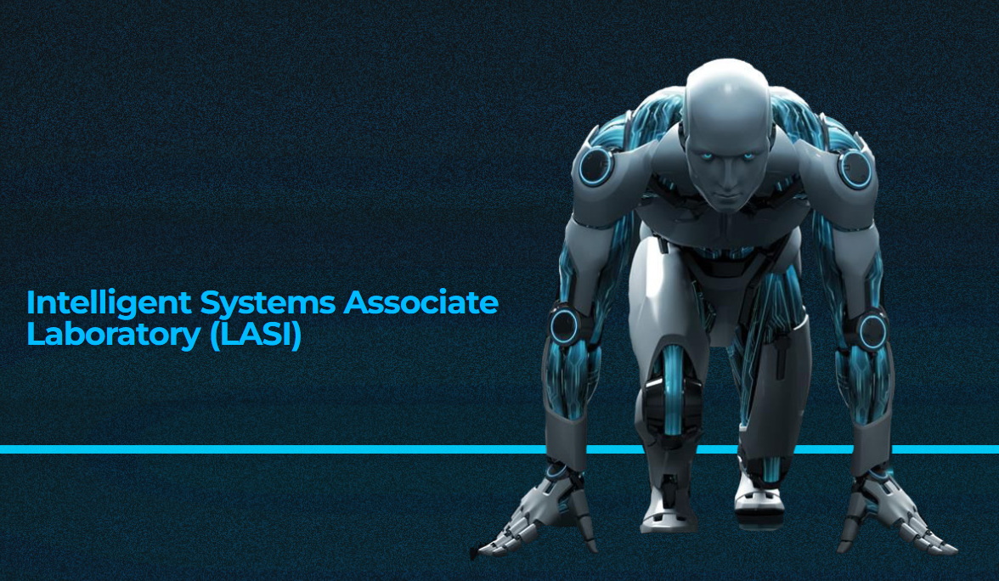 Intelligent Systems Associate
Laboratory (LASI)